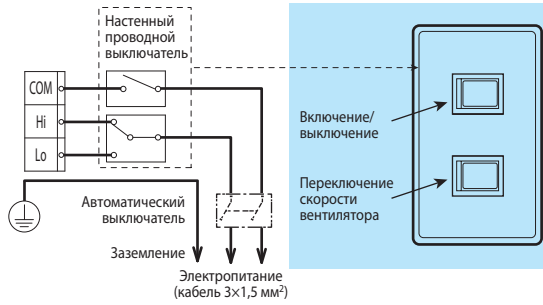 Настенный
проводной
выключатель
COM
Hi
Lo
Автоматический
выключатель
Заземление
Электропитание
(кабель 3×1,5 мм²)
Включение/
выключение
Переключение
скорости
вентилятора